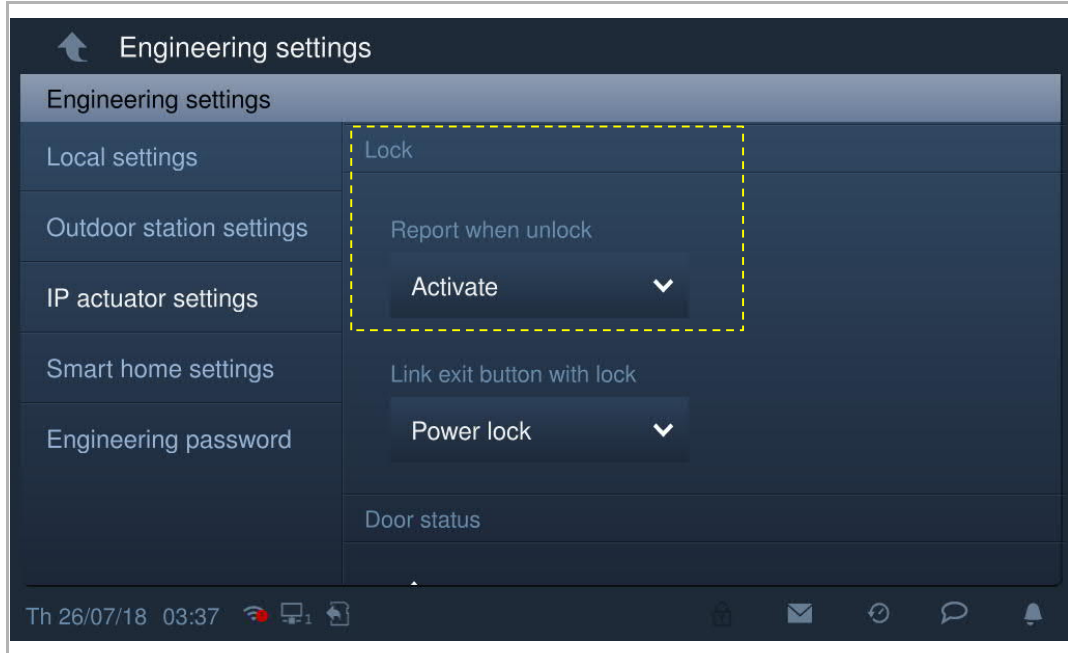 Engineering settings
Engineering settings
Local settings
Outdoor station settings
IP actuator settings
Smart home settings
Engineering password
Lock
Report when unlock
Activate
Link exit button with lock
Power lock
Door status
Th 26/07/18 03:37 1